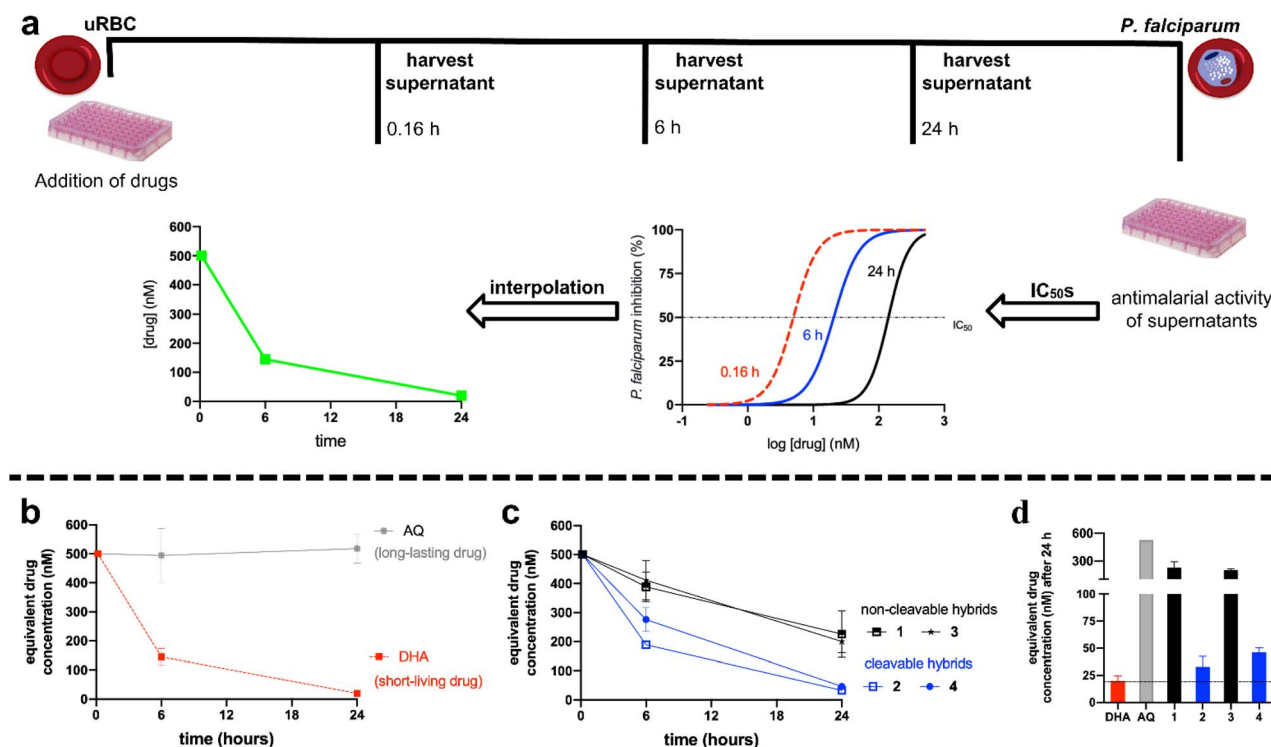 a
uRBC
P. falciparum
harvest
supernatant
0.16 h
harvest
supernatant
6 h
harvest
supernatant
24 h
Addition of drugs
[drug] (nM)
600
500
400
300
200
100
0
0 6 12 18 24
time
interpolation
P. falciparum inhibition (%)
100
75
50
25
0
24 h
6 h
0.16 h
IC50
-1 0 1 2 3
log [drug] (nM)
IC50s
antimalarial activity
of supernatants
b
equivalent drug
concentration (nM)
600
500
400
300
200
100
0
0 6 12 18 24
time (hours)
AQ
(long-lasting drug)
DHA
(short-living drug)
c
equivalent drug
concentration (nM)
600
500
400
300
200
100
0
0 6 12 18 24
time (hours)
non-cleavable hybrids
1 3
cleavable hybrids
2 4
d
equivalent drug
concentration (nM) after 24 h
600
300
100
75
50
25
0
DHA AQ 1 2 3 4